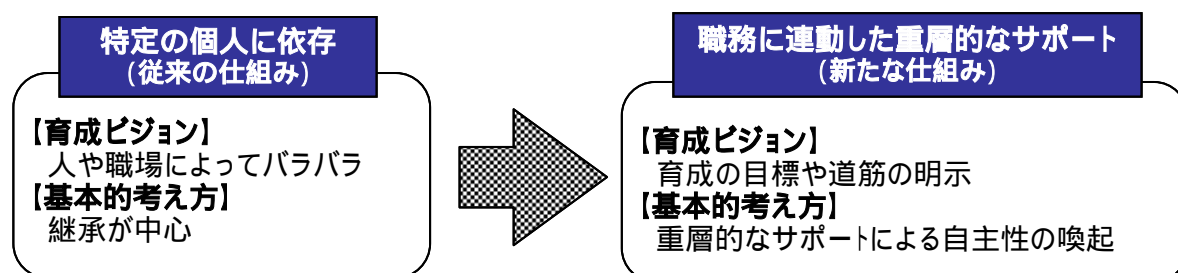 特定の個人に依存
(従来の仕組み)
【育成ビジョン】
人や職場によってバラバラ
【基本的考え方】
継承が中心
職務に連動した重層的なサポート
(新たな仕組み)
【育成ビジョン】
育成の目標や道筋の明示
【基本的考え方】
重層的なサポートによる自主性の喚起